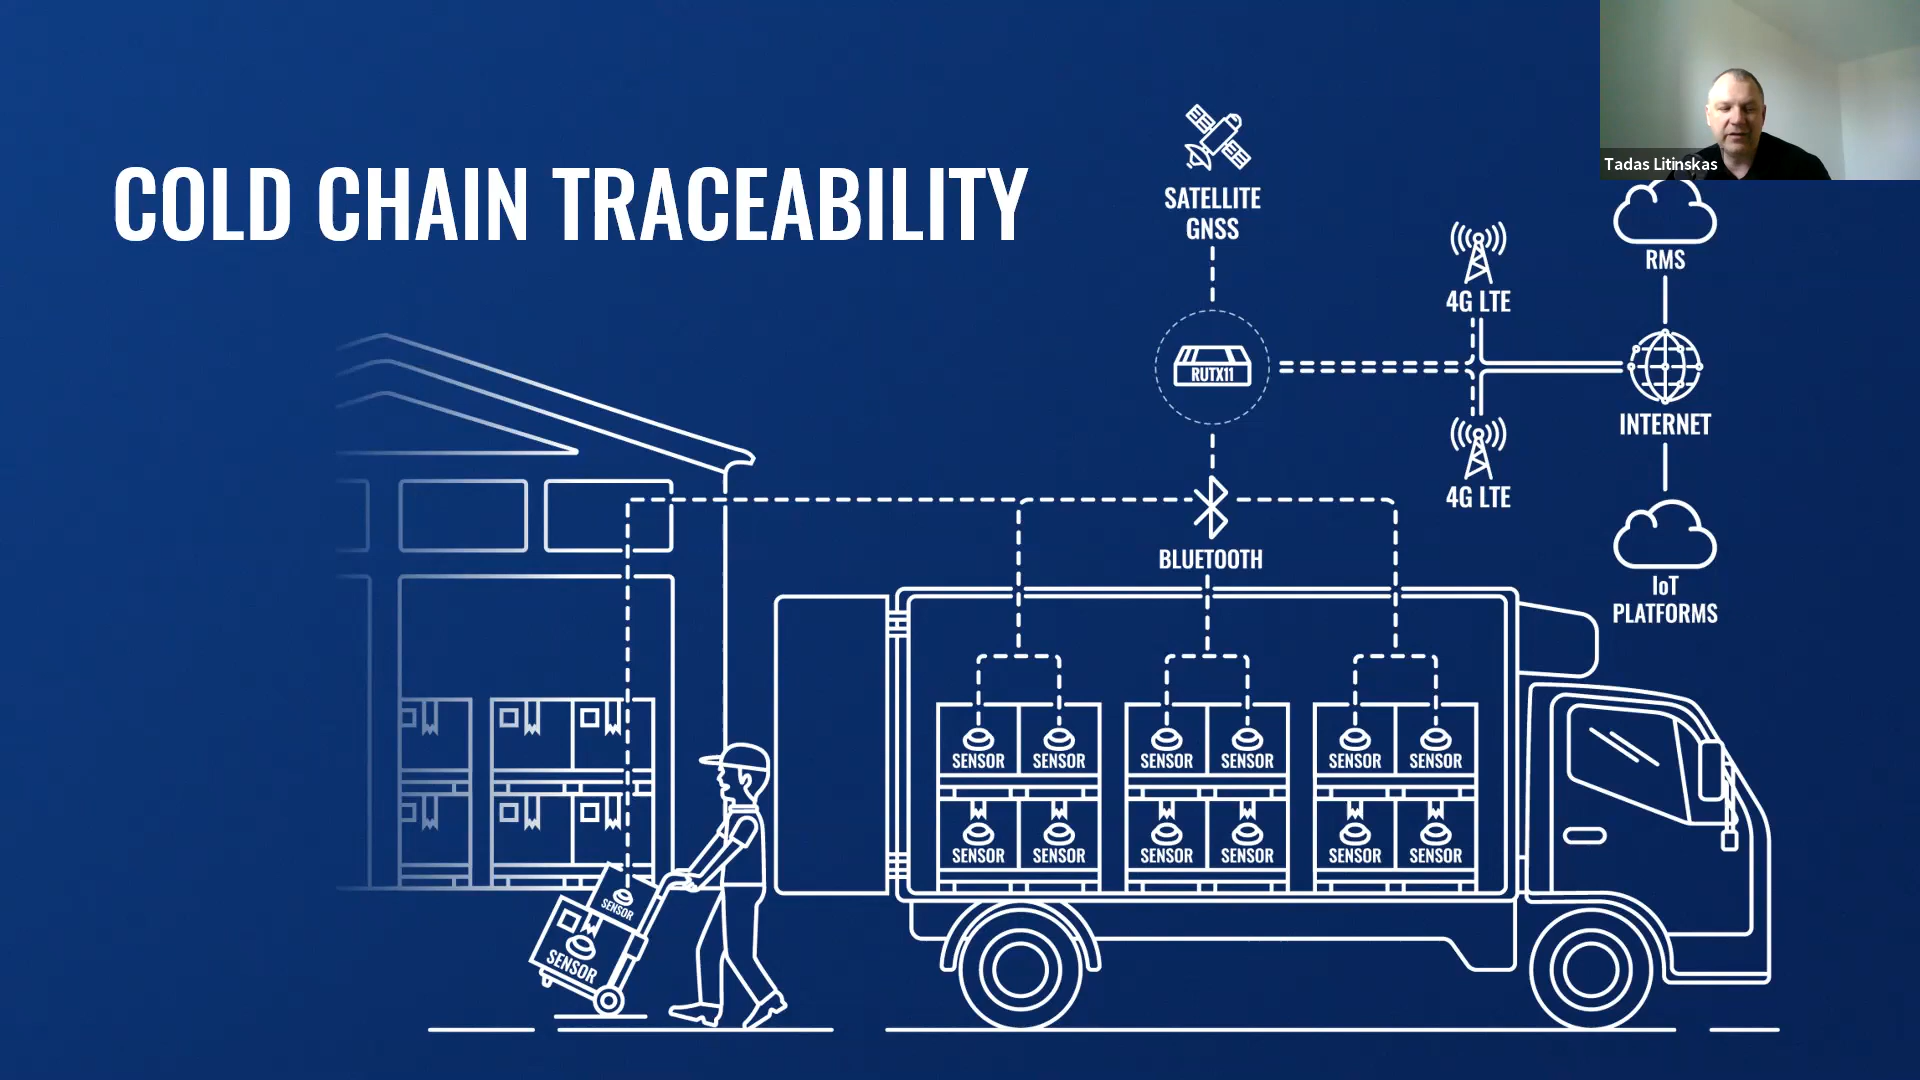 Tadas Litinskas
COLD CHAIN TRACEABILITY
SATELLITE
GNSS
RMS
4G LTE
RUTX11
INTERNET
4G LTE
BLUETOOTH
IoT
PLATFORMS
SENSOR SENSOR SENSOR SENSOR SENSOR SENSOR
SENSOR SENSOR SENSOR SENSOR SENSOR SENSOR
SENSOR
SENSOR